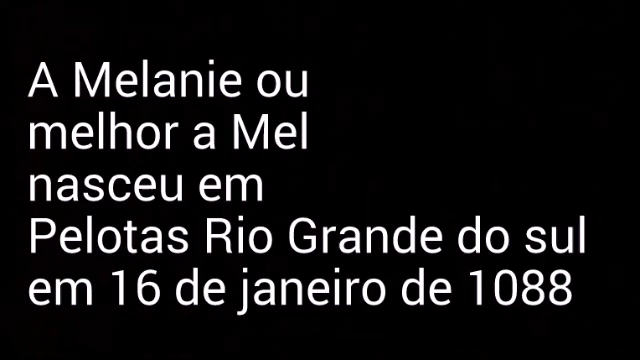 A Melanie ou
melhor a Mel
nasceu em
Pelotas Rio Grande do sul
em 16 de janeiro de 1088